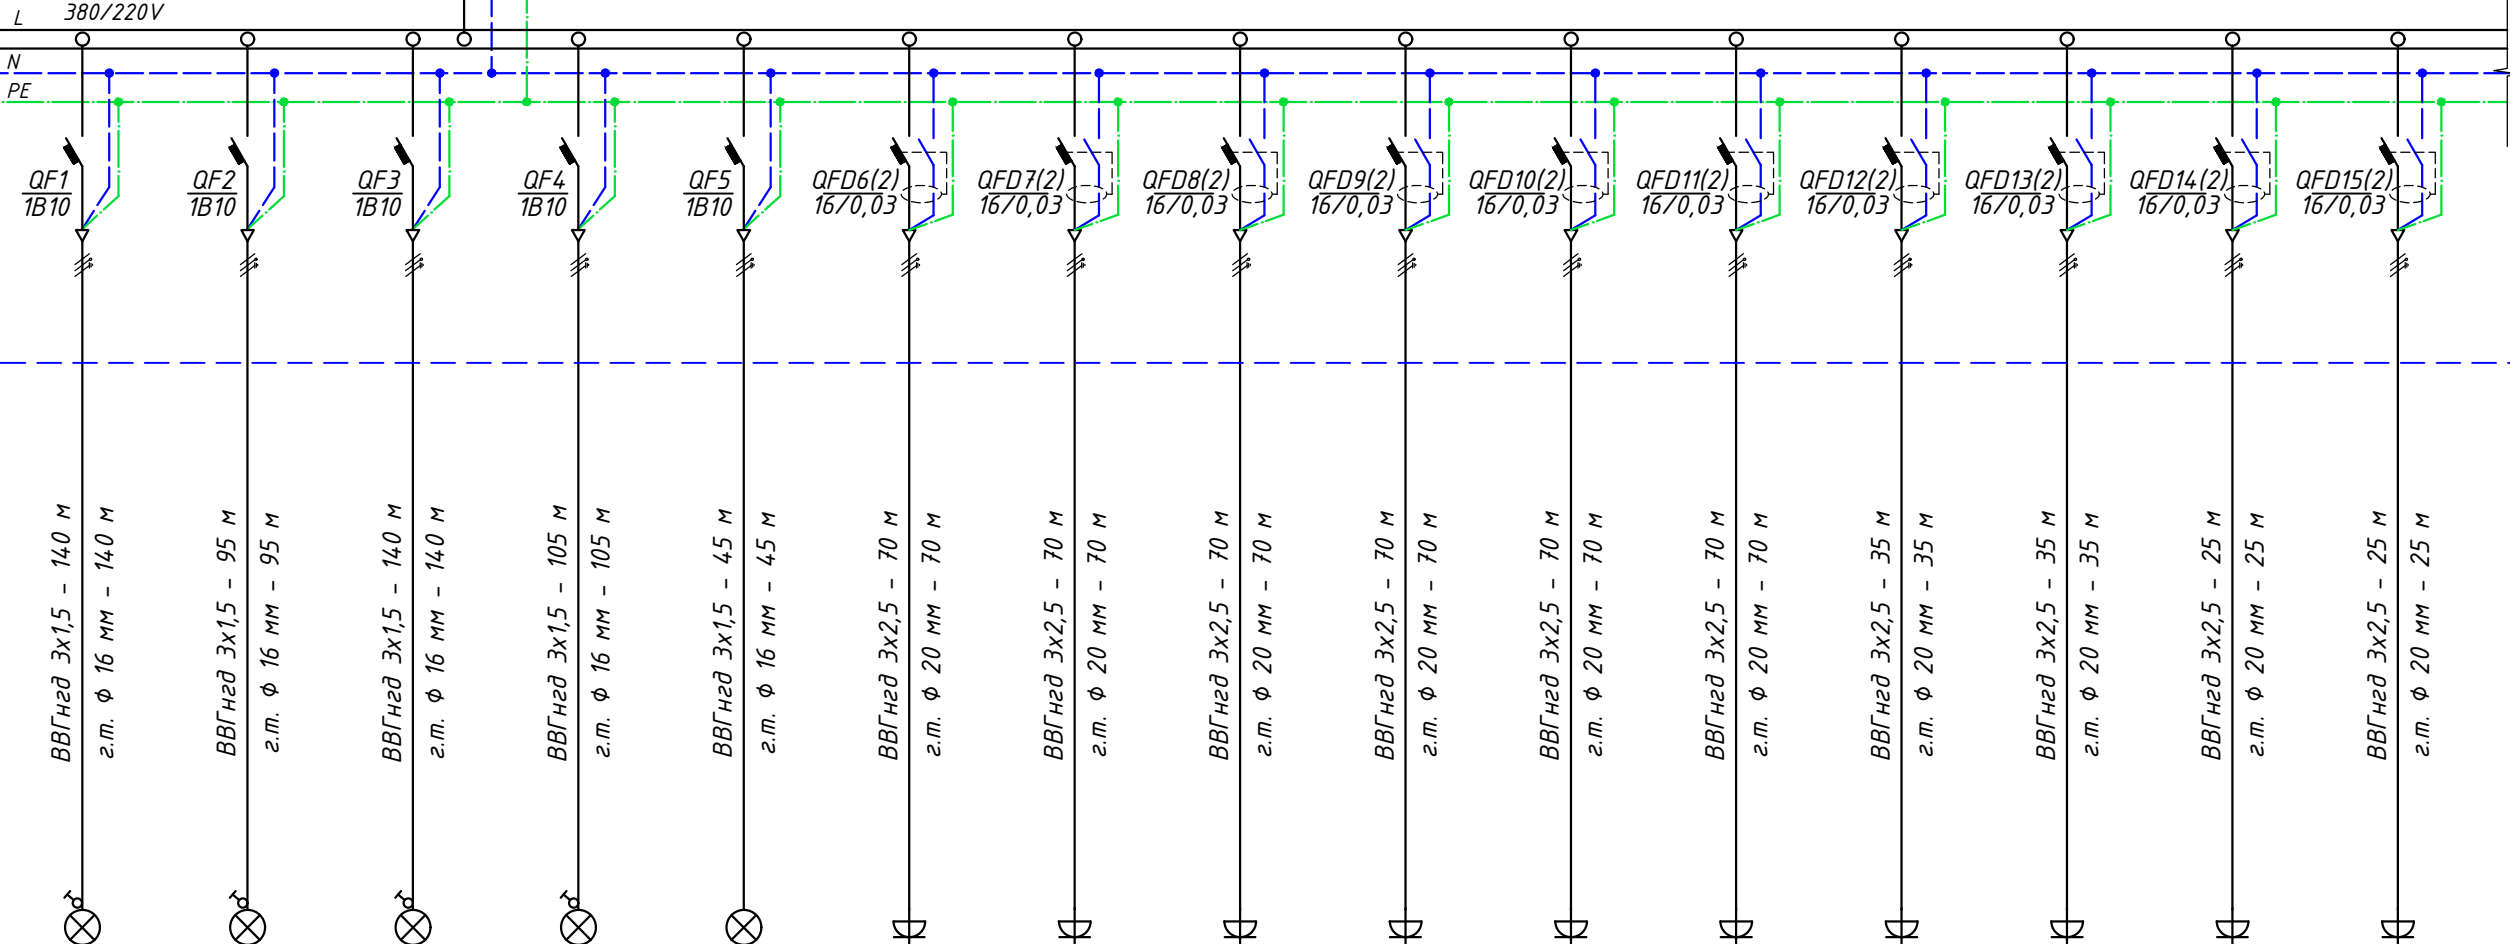 L 380/220V
N
PE
QF1
1B10
QF2
1B10
QF3
1B10
QF4
1B10
QF5
1B10
QFD6(2)
16/0,03
QFD7(2)
16/0,03
QFD8(2)
16/0,03
QFD9(2)
16/0,03
QFD10(2)
16/0,03
QFD11(2)
16/0,03
QFD12(2)
16/0,03
QFD13(2)
16/0,03
QFD14(2)
16/0,03
QFD15(2)
16/0,03
ВВГнгд 3х1,5 - 140 м
г.т. Ф 16 мм - 140 м
ВВГнгд 3х1,5 - 95 м
г.т. Ф 16 мм - 95 м
ВВГнгд 3х1,5 - 140 м
г.т. Ф 16 мм - 140 м
ВВГнгд 3х1,5 - 105 м
г.т. Ф 16 мм - 105 м
ВВГнгд 3х1,5 - 45 м
г.т. Ф 16 мм - 45 м
ВВГнгд 3х2,5 - 70 м
г.т. Ф 20 мм - 70 м
ВВГнгд 3х2,5 - 70 м
г.т. Ф 20 мм - 70 м
ВВГнгд 3х2,5 - 70 м
г.т. Ф 20 мм - 70 м
ВВГнгд 3х2,5 - 70 м
г.т. Ф 20 мм - 70 м
ВВГнгд 3х2,5 - 70 м
г.т. Ф 20 мм - 70 м
ВВГнгд 3х2,5 - 70 м
г.т. Ф 20 мм - 70 м
ВВГнгд 3х2,5 - 35 м
г.т. Ф 20 мм - 35 м
ВВГнгд 3х2,5 - 35 м
г.т. Ф 20 мм - 35 м
ВВГнгд 3х2,5 - 25 м
г.т. Ф 20 мм - 25 м
ВВГнгд 3х2,5 - 25 м
г.т. Ф 20 мм - 25 м